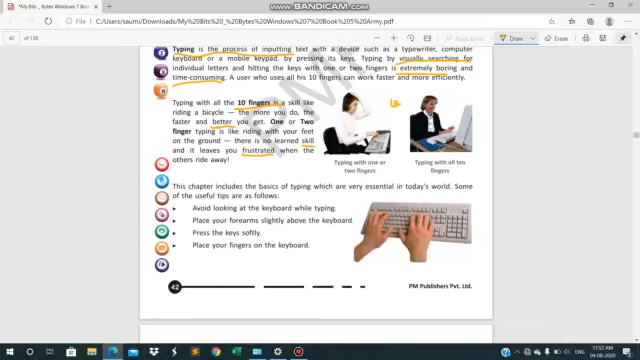 My Bits _ Bytes Windows 7 Book 5 Army.pdf
www.BANDICAM.com
C:/Users/saumi/Downloads/My%20Bits%20_%20Bytes%20Windows%207%20Book%205%20Army.pdf
42 of 128
Typing is the process of inputting text with a device such as a typewriter, computer
keyboard or a mobile keypad, by pressing its keys. Typing by visually searching for
individual letters and hitting the keys with one or two fingers is extremely boring and
time-consuming. A user who uses all his 10 fingers can work faster and more efficiently.
Typing with all the 10 fingers is a skill like
riding a bicycle – the more you do, the
faster and better you get. One or Two
finger typing is like riding with your feet
on the ground – there is no learned skill
and it leaves you frustrated when the
others ride away!
Typing with one or
two fingers
Typing with all ten
fingers
This chapter includes the basics of typing which are very essential in today's world. Some
of the useful tips are as follows:
➤ Avoid looking at the keyboard while typing.
➤ Place your forearms slightly above the keyboard.
➤ Press the keys softly.
➤ Place your fingers on the keyboard.
42
PM Publishers Pvt. Ltd.
Type here to search
ENG
11:52 AM
04-08-2020